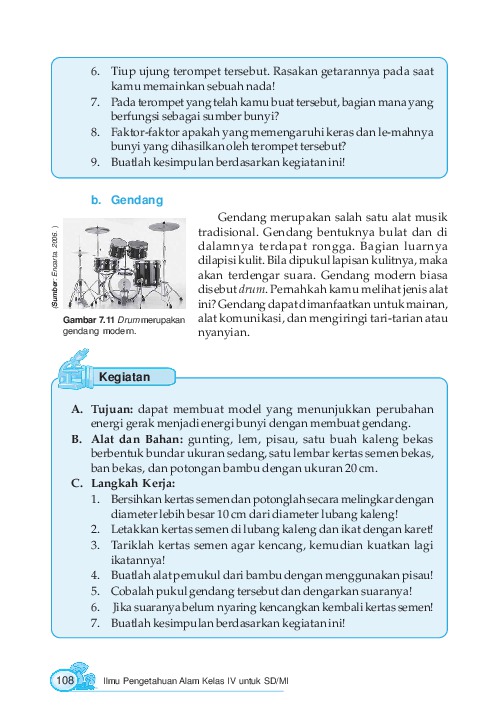 6. Tiup ujung terompet tersebut. Rasakan getarannya pada saat
kamu memainkan sebuah nada!
7. Pada terompet yang telah kamu buat tersebut, bagian mana yang
berfungsi sebagai sumber bunyi?
8. Faktor-faktor apakah yang memengaruhi keras dan le-mahnya
bunyi yang dihasilkan oleh terompet tersebut?
9. Buatlah kesimpulan berdasarkan kegiatan ini!
b. Gendang
(Sumber: Encarta, 2006. )
Gambar 7.11 Drum merupakan
gendang modern.
Gendang merupakan salah satu alat musik
tradisional. Gendang bentuknya bulat dan di
dalamnya terdapat rongga. Bagian luarnya
dilapisi kulit. Bila dipukul lapisan kulitnya, maka
akan terdengar suara. Gendang modern biasa
disebut drum. Pernahkah kamu melihat jenis alat
ini? Gendang dapat dimanfaatkan untuk mainan,
alat komunikasi, dan mengiringi tari-tarian atau
nyanyian.
Kegiatan
A. Tujuan: dapat membuat model yang menunjukkan perubahan
energi gerak menjadi energi bunyi dengan membuat gendang.
B. Alat dan Bahan: gunting, lem, pisau, satu buah kaleng bekas
berbentuk bundar ukuran sedang, satu lembar kertas semen bekas,
ban bekas, dan potongan bambu dengan ukuran 20 cm.
C. Langkah Kerja:
1. Bersihkan kertas semen dan potonglah secara melingkar dengan
diameter lebih besar 10 cm dari diameter lubang kaleng!
2. Letakkan kertas semen di lubang kaleng dan ikat dengan karet!
3. Tariklah kertas semen agar kencang, kemudian kuatkan lagi
ikatannya!
4. Buatlah alat pemukul dari bambu dengan menggunakan pisau!
5. Cobalah pukul gendang tersebut dan dengarkan suaranya!
6. Jika suaranya belum nyaring kencangkan kembali kertas semen!
7. Buatlah kesimpulan berdasarkan kegiatan ini!
108 Ilmu Pengetahuan Alam Kelas IV untuk SD/MI